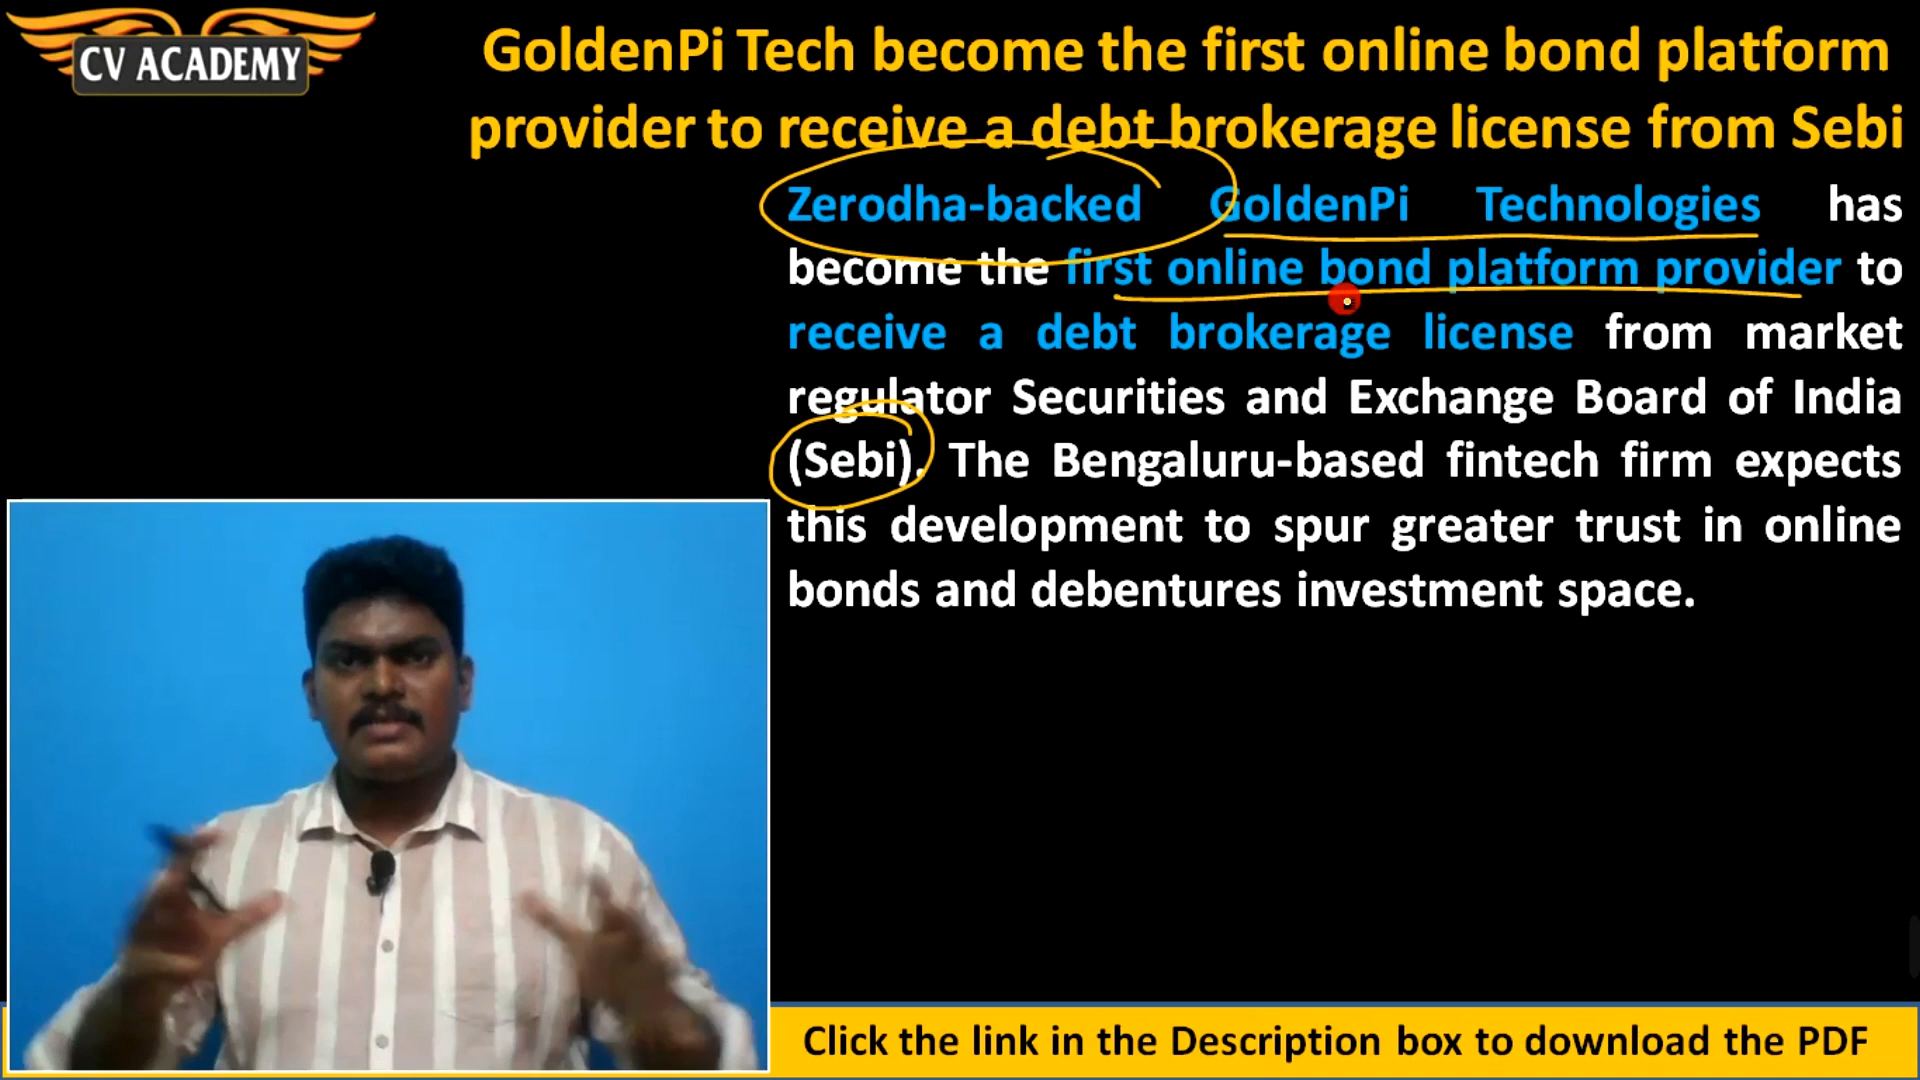 CV ACADEMY
GoldenPi Tech become the first online bond platform
provider to receive a debt brokerage license from Sebi
Zerodha-backed GoldenPi Technologies has
become the first online bond platform provider to
receive a debt brokerage license from market
regulator Securities and Exchange Board of India
(Sebi). The Bengaluru-based fintech firm expects
this development to spur greater trust in online
bonds and debentures investment space.
Click the link in the Description box to download the PDF